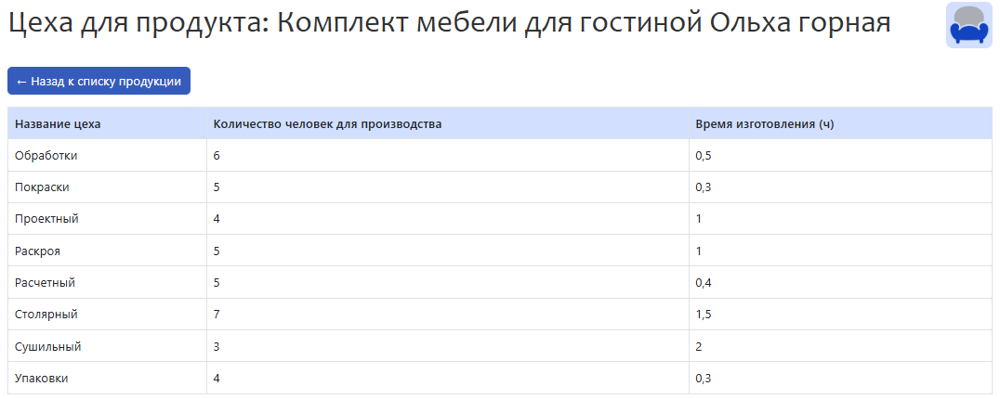 Цеха для продукта: Комплект мебели для гостиной Ольха горная
← Назад к списку продукции
Название цеха Количество человек для производства Время изготовления (ч)
Обработки 6 0,5
Покраски 5 0,3
Проектный 4 1
Раскроя 5 1
Расчетный 5 0,4
Столярный 7 1,5
Сушильный 3 2
Упаковки 4 0,3